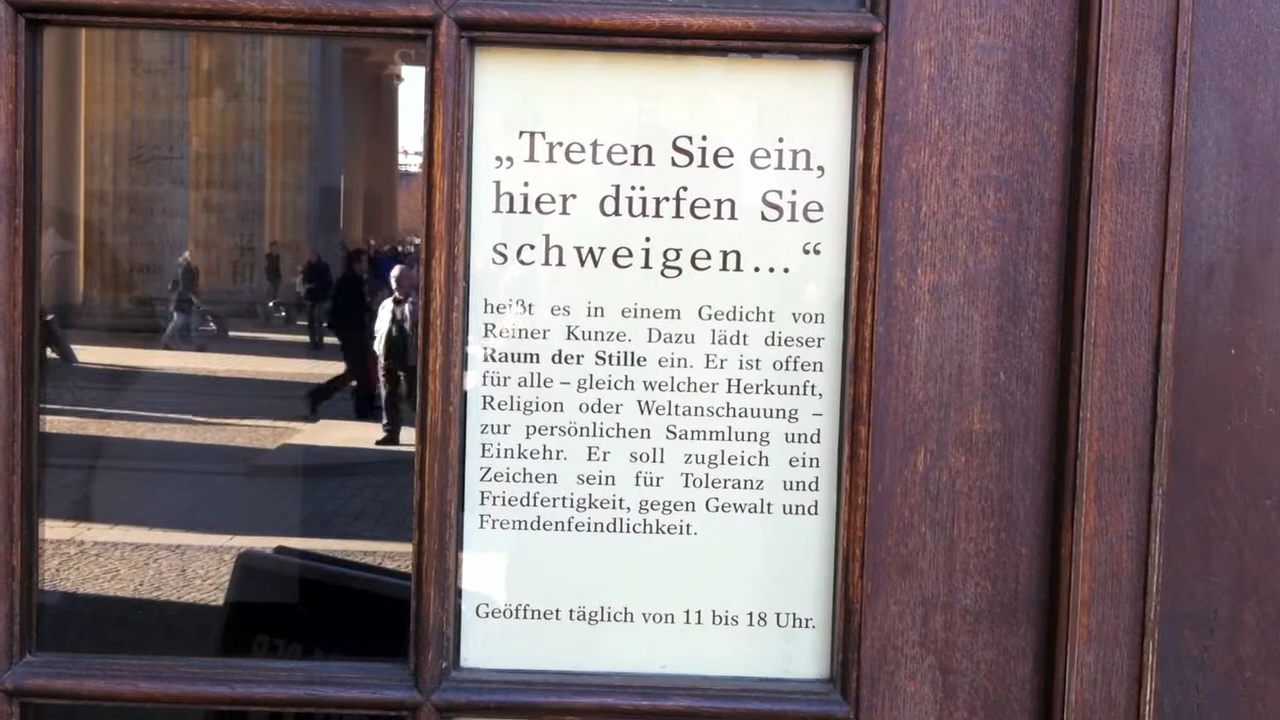 „Treten Sie ein,
hier dürfen Sie
schweigen...“
heißt es in einem Gedicht von
Reiner Kunze. Dazu lädt dieser
Raum der Stille ein. Er ist offen
für alle – gleich welcher Herkunft,
Religion oder Weltanschauung –
zur persönlichen Sammlung und
Einkehr. Er soll zugleich ein
Zeichen sein für Toleranz und
Friedfertigkeit, gegen Gewalt und
Fremdenfeindlichkeit.
Geöffnet täglich von 11 bis 18 Uhr.